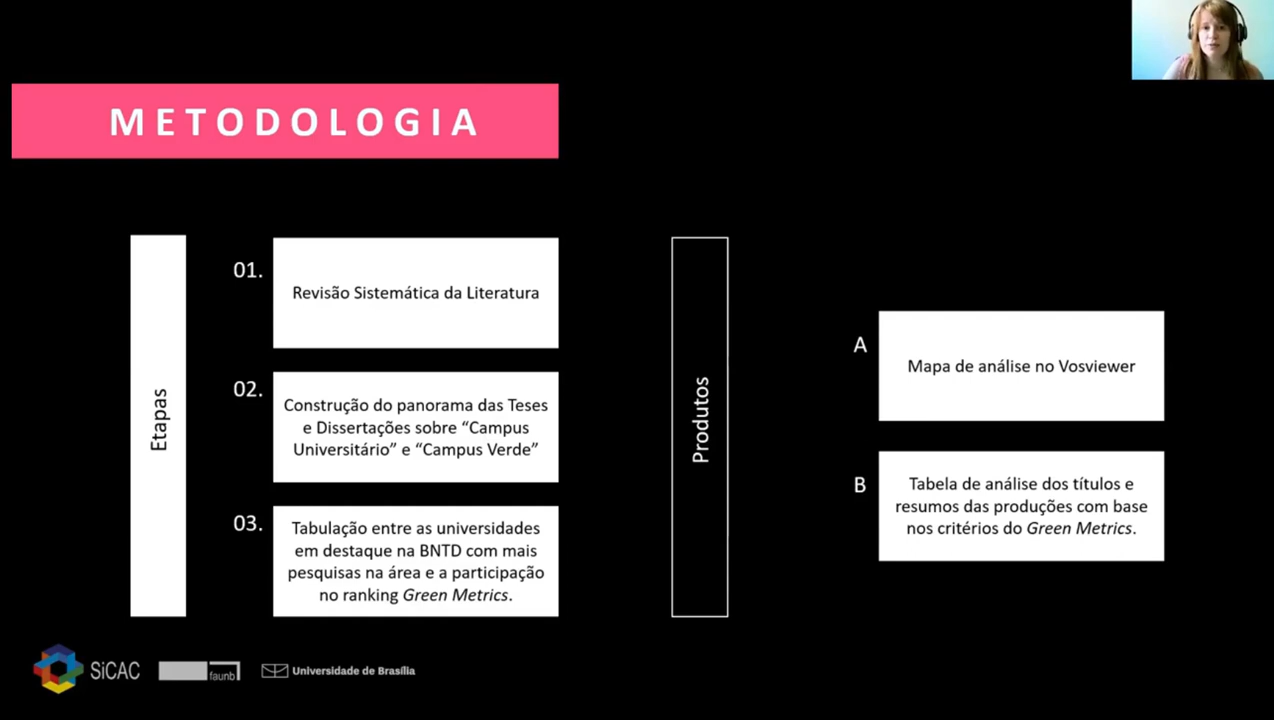 METODOLOGIA
Etapas
01.
Revisão Sistemática da Literatura
02.
Construção do panorama das Teses
e Dissertações sobre “Campus
Universitário” e “Campus Verde”
03.
Tabulação entre as universidades
em destaque na BNTD com mais
pesquisas na área e a participação
no ranking Green Metrics.
Produtos
A
Mapa de análise no Vosviewer
B
Tabela de análise dos títulos e
resumos das produções com base
nos critérios do Green Metrics.
SiCAC
faunb
Universidade de Brasília